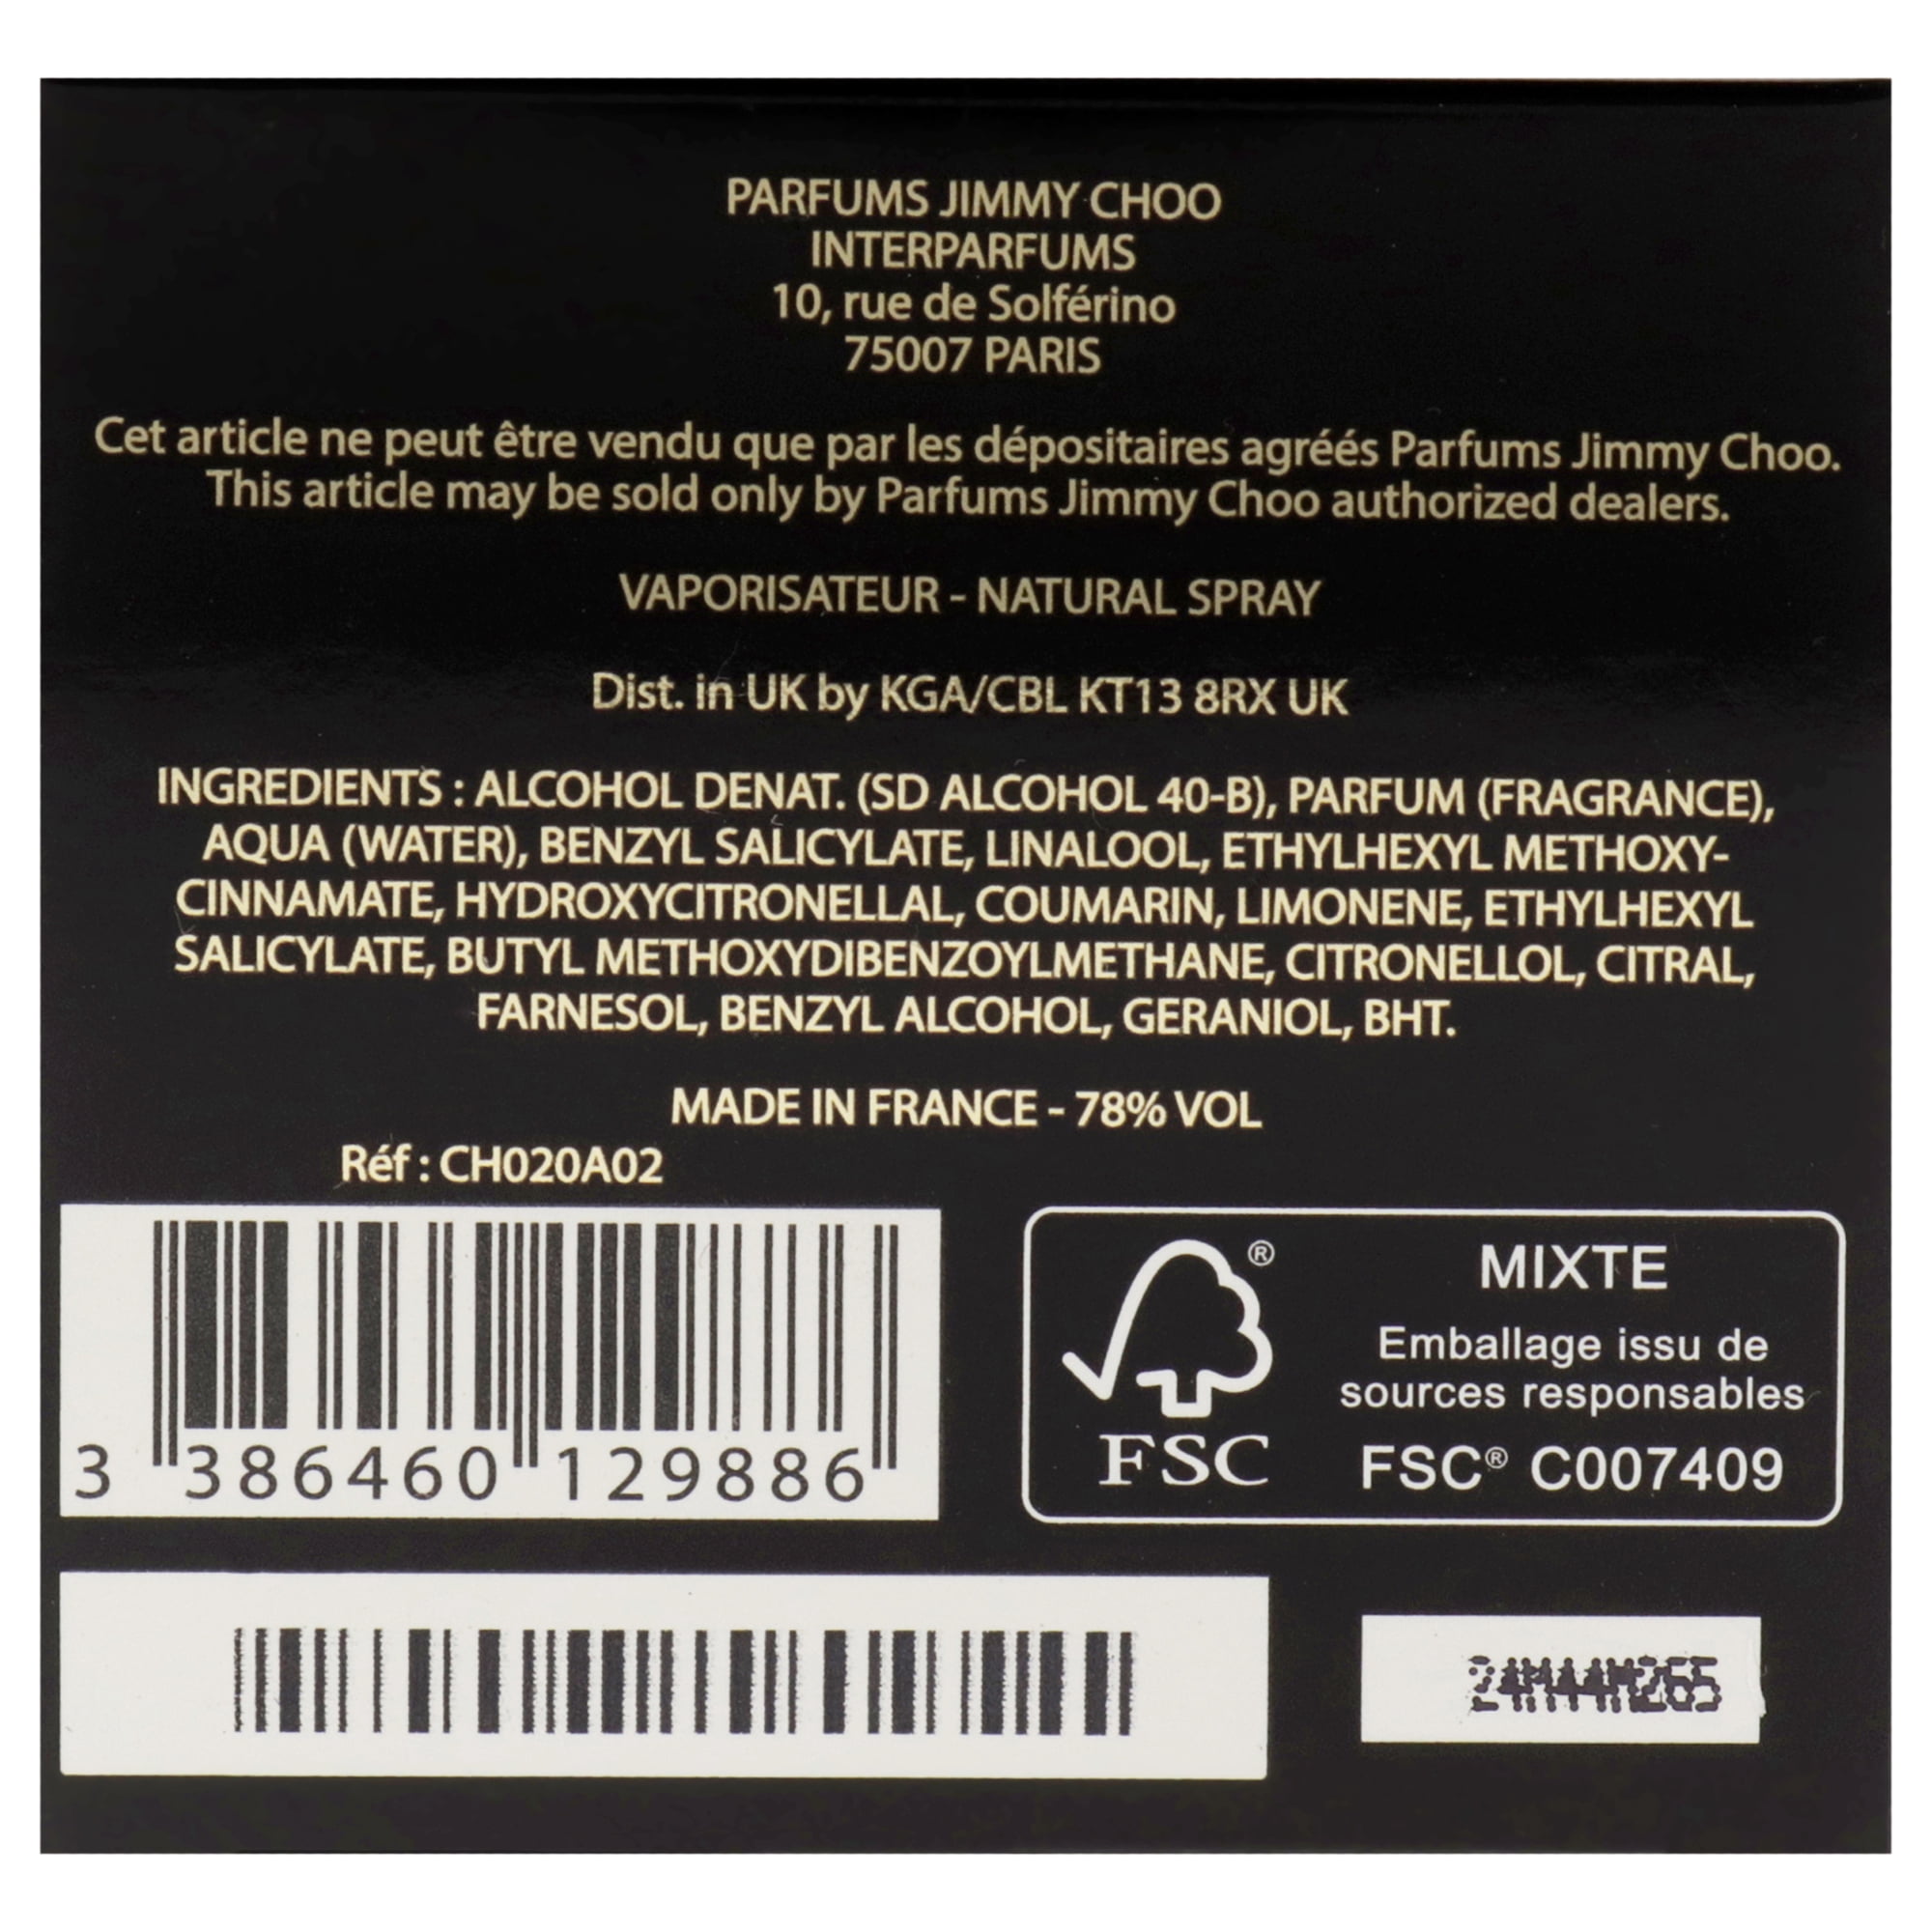 PARFUMS JIMMY CHOO
INTERPARFUMS
10, rue de Solférino
75007 PARIS
Cet article ne peut être vendu que par les dépositaires agréés Parfums Jimmy Choo.
This article may be sold only by Parfums Jimmy Choo authorized dealers.
VAPORISATEUR - NATURAL SPRAY
Dist. in UK by KGA/CBL KT13 8RX UK
INGREDIENTS : ALCOHOL DENAT. (SD ALCOHOL 40-B), PARFUM (FRAGRANCE),
AQUA (WATER), BENZYL SALICYLATE, LINALOOL, ETHYLHEXYL METHOXY-
CINNAMATE, HYDROXYCITRONELLAL, COUMARIN, LIMONENE, ETHYLHEXYL
SALICYLATE, BUTYL METHOXYDIBENZOYLMETHANE, CITRONELLOL, CITRAL,
FARNESOL, BENZYL ALCOHOL, GERANIOL, BHT.
MADE IN FRANCE - 78% VOL
Réf : CH020A02
3 386460 129886
®
FSC
MIXTE
Emballage issu de
sources responsables
FSC® C007409